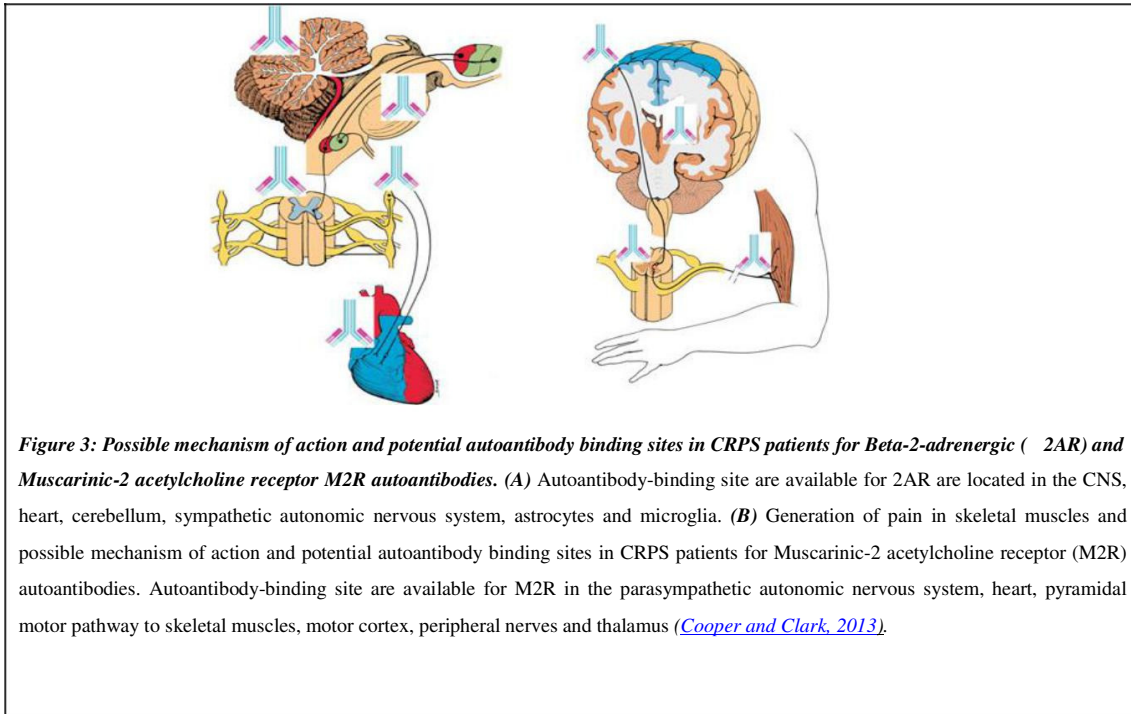 Figure 3: Possible mechanism of action and potential autoantibody binding sites in CRPS patients for Beta-2-adrenergic ( 2AR) and
Muscarinic-2 acetylcholine receptor M2R autoantibodies. (A) Autoantibody-binding site are available for 2AR are located in the CNS,
heart, cerebellum, sympathetic autonomic nervous system, astrocytes and microglia. (B) Generation of pain in skeletal muscles and
possible mechanism of action and potential autoantibody binding sites in CRPS patients for Muscarinic-2 acetylcholine receptor (M2R)
autoantibodies. Autoantibody-binding site are available for M2R in the parasympathetic autonomic nervous system, heart, pyramidal
motor pathway to skeletal muscles, motor cortex, peripheral nerves and thalamus (Cooper and Clark, 2013).